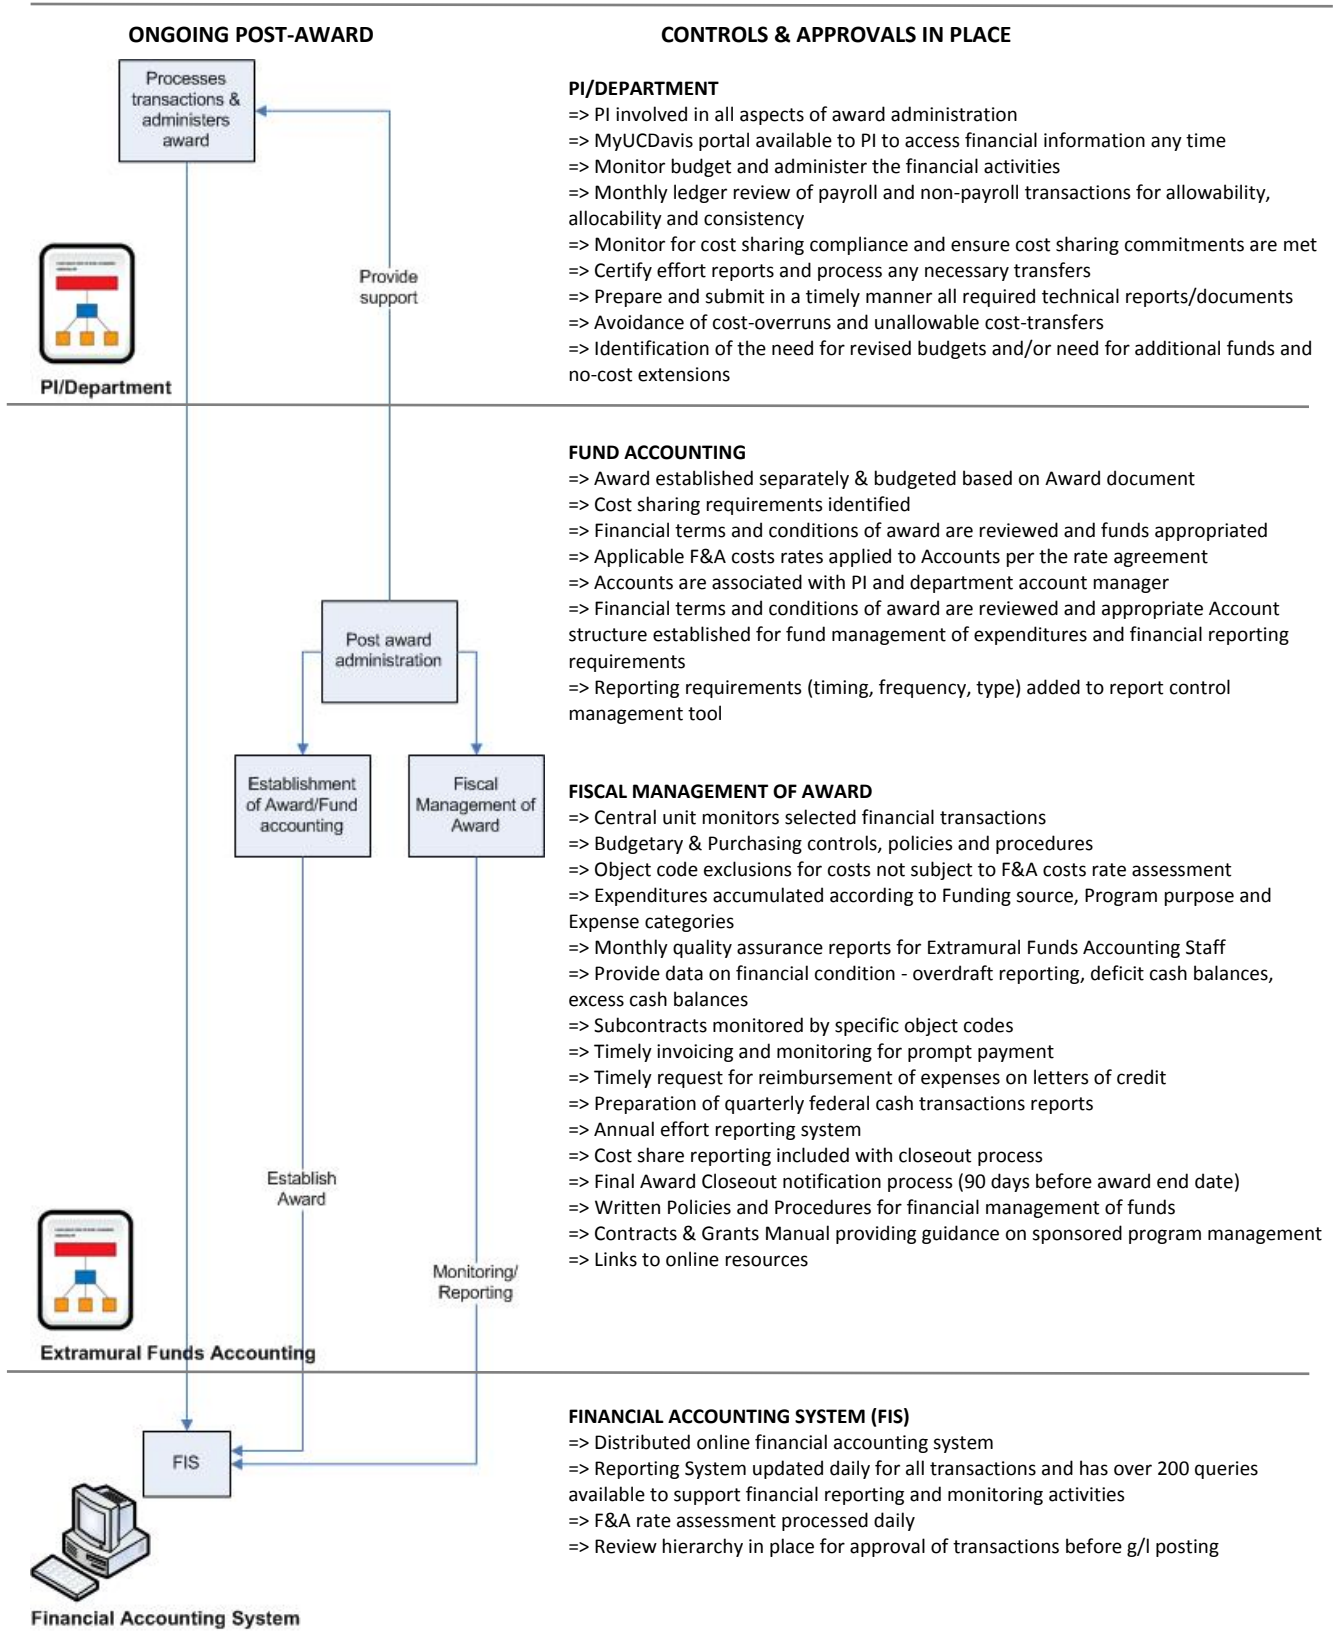 ONGOING POST-AWARD
CONTROLS & APPROVALS IN PLACE
Processes
transactions &
administers
award
Provide
support
PI/Department
PI/DEPARTMENT
=> PI involved in all aspects of award administration
=> MyUCDavis portal available to PI to access financial information any time
=> Monitor budget and administer the financial activities
=> Monthly ledger review of payroll and non-payroll transactions for allowability,
allocability and consistency
=> Monitor for cost sharing compliance and ensure cost sharing commitments are met
=> Certify effort reports and process any necessary transfers
=> Prepare and submit in a timely manner all required technical reports/documents
=> Avoidance of cost-overruns and unallowable cost-transfers
=> Identification of the need for revised budgets and/or need for additional funds and
no-cost extensions
Post award
administration
Establishment
of Award/Fund
accounting
Fiscal
Management of
Award
Establish
Award
Monitoring/
Reporting
Extramural Funds Accounting
FUND ACCOUNTING
=> Award established separately & budgeted based on Award document
=> Cost sharing requirements identified
=> Financial terms and conditions of award are reviewed and funds appropriated
=> Applicable F&A costs rates applied to Accounts per the rate agreement
=> Accounts are associated with PI and department account manager
=> Financial terms and conditions of award are reviewed and appropriate Account
structure established for fund management of expenditures and financial reporting
requirements
=> Reporting requirements (timing, frequency, type) added to report control
management tool
FISCAL MANAGEMENT OF AWARD
=> Central unit monitors selected financial transactions
=> Budgetary & Purchasing controls, policies and procedures
=> Object code exclusions for costs not subject to F&A costs rate assessment
=> Expenditures accumulated according to Funding source, Program purpose and
Expense categories
=> Monthly quality assurance reports for Extramural Funds Accounting Staff
=> Provide data on financial condition - overdraft reporting, deficit cash balances,
excess cash balances
=> Subcontracts monitored by specific object codes
=> Timely invoicing and monitoring for prompt payment
=> Timely request for reimbursement of expenses on letters of credit
=> Preparation of quarterly federal cash transactions reports
=> Annual effort reporting system
=> Cost share reporting included with closeout process
=> Final Award Closeout notification process (90 days before award end date)
=> Written Policies and Procedures for financial management of funds
=> Contracts & Grants Manual providing guidance on sponsored program management
=> Links to online resources
FIS
Financial Accounting System
FINANCIAL ACCOUNTING SYSTEM (FIS)
=> Distributed online financial accounting system
=> Reporting System updated daily for all transactions and has over 200 queries
available to support financial reporting and monitoring activities
=> F&A rate assessment processed daily
=> Review hierarchy in place for approval of transactions before g/l posting